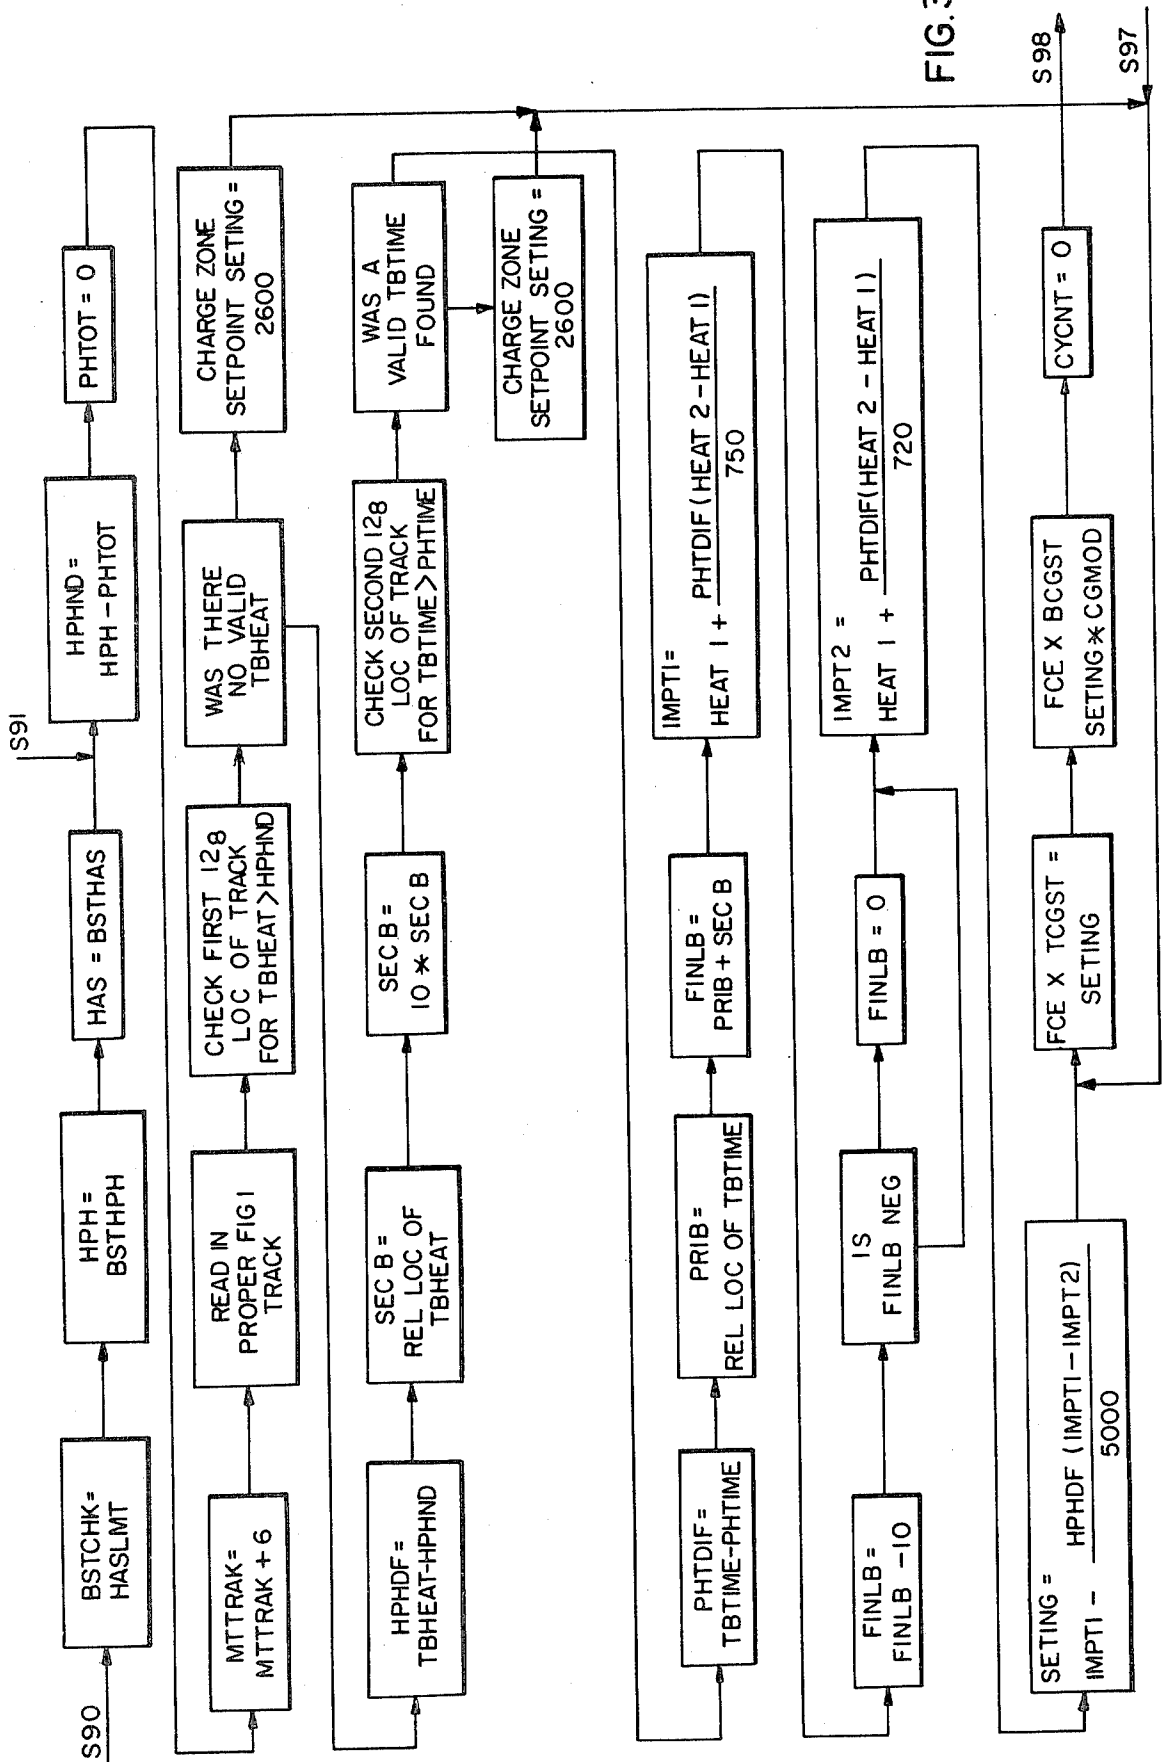 S90
BSTCHK=
HASLMT
HPH=
BSTHPH
HAS = BSTHAS
S91
HPHND=
HPH-PHTOT
PHTOT = 0
MTTRAK=
MTTRAK + 6
READ IN
PROPER FIG1
TRACK
CHECK FIRST 12₈
LOC OF TRACK
FOR TBHEAT>HPHND
WAS THERE
NO VALID
TBHEAT
CHARGE ZONE
SETPOINT SETING=
2600
HPHDF=
TBHEAT-HPHND
SEC B=
REL LOC OF
TBHEAT
SEC B=
10 * SEC B
CHECK SECOND 12₈
LOC OF TRACK
FOR TBTIME>PHTIME
WAS A
VALID TBTIME
FOUND
CHARGE ZONE
SETPOINT SETING=
2600
PHTDIF=
TBTIME-PHTIME
PRIB=
REL LOC OF TBTIME
FINLB=
PRIB + SEC B
IMPT1=
HEAT 1 + PHTDIF(HEAT 2-HEAT 1)
750
FINLB=
FINLB -10
IS
FINLB NEG
FINLB = 0
IMPT2 =
HEAT 1 + PHTDIF(HEAT 2 - HEAT 1)
720
SETING =
IMPT1 - HPHDF (IMPT1-IMPT2)
5000
FCE X TCGST =
SETING
FCE X BCGST
SETING*CGMOD
CYCNT = 0
S98
S97
FIG.3